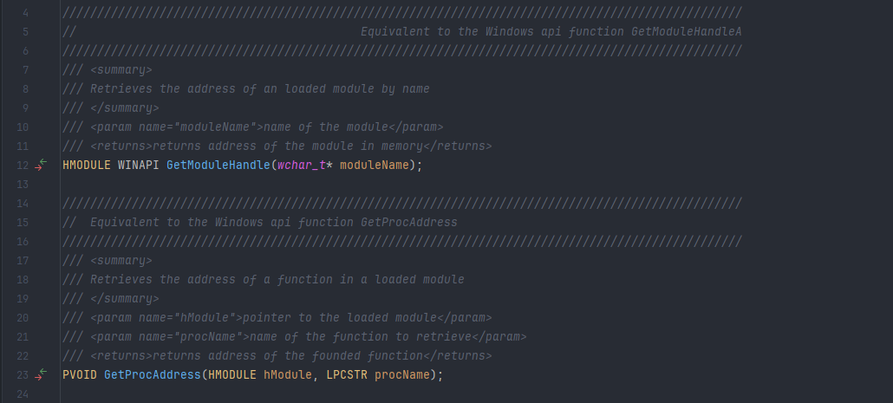 4 //////////////////////////////////////////////////////////////////////////////////////////////////
5 // Equivalent to the Windows api function GetModuleHandleA
6 //////////////////////////////////////////////////////////////////////////////////////////////////
7 /// <summary>
8 /// Retrieves the address of an loaded module by name
9 /// </summary>
10 /// <param name="moduleName">name of the module</param>
11 /// <returns>returns address of the module in memory</returns>
12 HMODULE WINAPI GetModuleHandle(wchar_t* moduleName);
13
14 //////////////////////////////////////////////////////////////////////////////////////////////////
15 // Equivalent to the Windows api function GetProcAddress
16 //////////////////////////////////////////////////////////////////////////////////////////////////
17 /// <summary>
18 /// Retrieves the address of a function in a loaded module
19 /// </summary>
20 /// <param name="hModule">pointer to the loaded module</param>
21 /// <param name="procName">name of the function to retrieve</param>
22 /// <returns>returns address of the founded function</returns>
23 PVOID GetProcAddress(HMODULE hModule, LPCSTR procName);
24